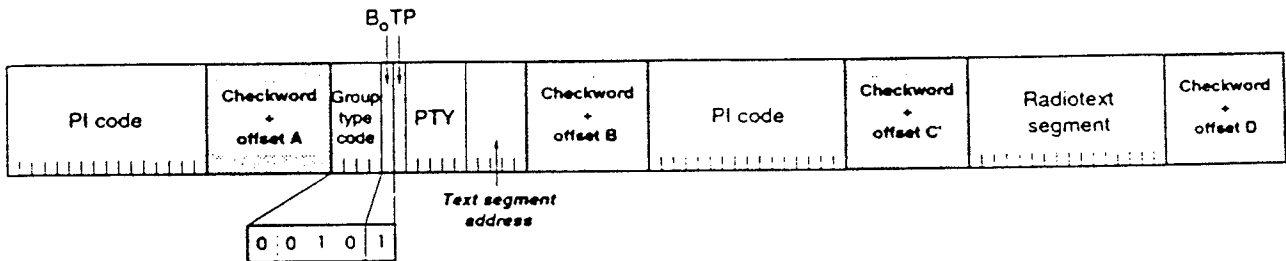 B₀TP
PI code
Checkword
+
offset A
Group
type
code
PTY
Checkword
+
offset B
PI code
Checkword
+
offset C'
Radiotext
segment
Checkword
+
offset D
Text segment
address
0 0 1 0 1